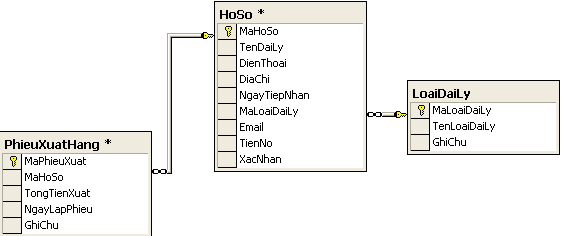 HoSo *
MaHoSo
TenDaiLy
DienThoai
DiaChi
NgayTiepNhan
MaLoaiDaiLy
Email
TienNo
XacNhan
LoaiDaiLy
MaLoaiDaiLy
TenLoaiDaiLy
GhiChu
PhieuXuatHang *
MaPhieuXuat
MaHoSo
TongTienXuat
NgayLapPhieu
GhiChu